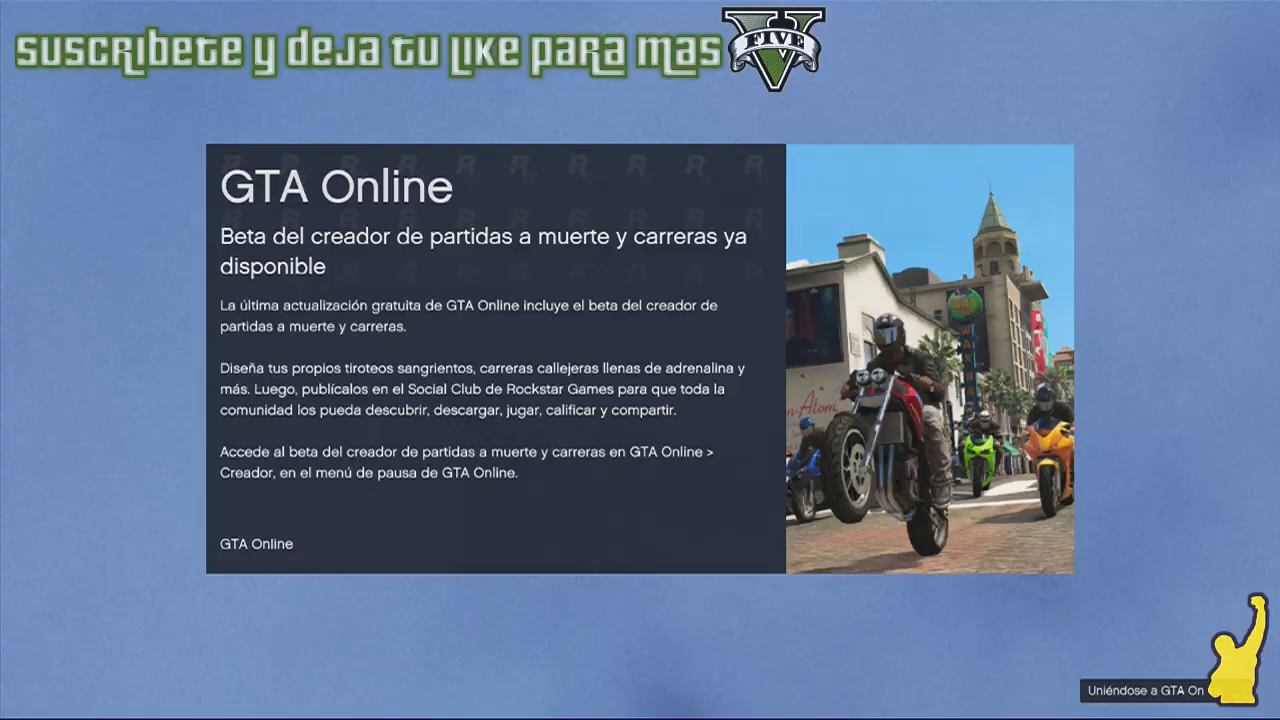 suscribete y deja tu like para mas
FIVE
GTA Online
Beta del creador de partidas a muerte y carreras ya
disponible
La última actualización gratuita de GTA Online incluye el beta del creador de
partidas a muerte y carreras.
Diseña tus propios tiroteos sangrientos, carreras callejeras llenas de adrenalina y
más. Luego, publícalos en el Social Club de Rockstar Games para que toda la
comunidad los pueda descubrir, descargar, jugar, calificar y compartir.
Accede al beta del creador de partidas a muerte y carreras en GTA Online >
Creador, en el menú de pausa de GTA Online.
GTA Online
Uniéndose a GTA On